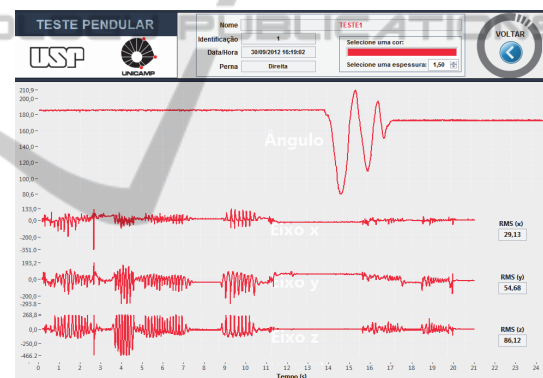 TESTE PENDULAR
USP
UNICAMP
Nome TESTE1
Identificação 1
Data/Hora 30/09/2012 16:19:02
Perna Direita
Selecione uma cor:
Selecione uma espessura: 1,50
VOLTAR
210,9
200,0
180,0
160,0
140,0
120,0
100,0
80,6
Ângulo
133,0
0,0
-200,0
-351.0
Eixo x
RMS (x)
29,13
193,2
0,0
-200,0
-293.8
Eixo y
RMS (y)
54,68
268,8
0,0
-250,0
-466.2
Eixo z
RMS (z)
86,12
0 1 2 3 4 5 6 7 8 9 10 11 12 13 14 15 16 17 18 19 20 21 22 23 24
Tempo (s)